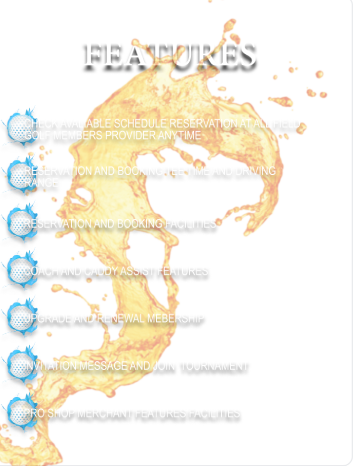 FEATURES
CHECK AVAILABLE SCHEDULE RESERVATION AT ALL FIELD
GOLF MEMBERS PROVIDER ANYTIME
RESERVATION AND BOOKING TEE TIME AND DRIVING
RANGE
RESERVATION AND BOOKING FACILITIES
COACH AND CADDY ASSIST FEATURES
UPGRADE AND RENEWAL MEBERSHIP
INVITATION MESSAGE AND JOIN TOURNAMENT
PRO SHOP MERCHANT FEATURES FACILITIES